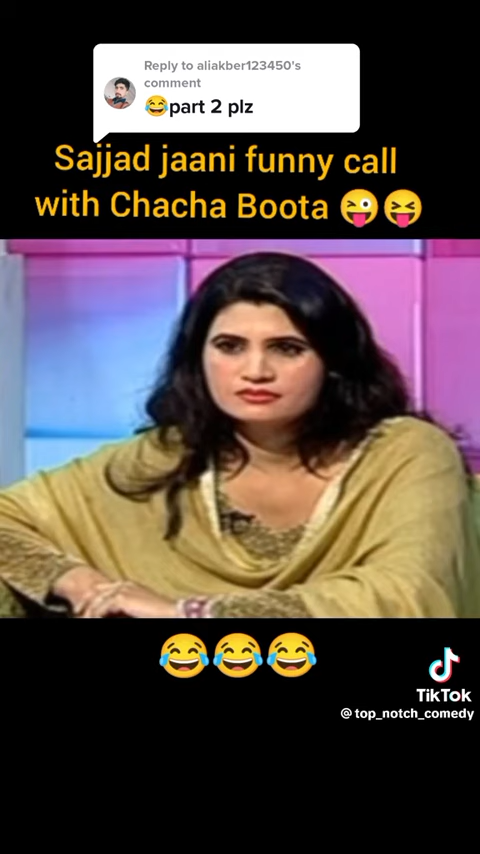 Reply to aliakber123450's
comment
😂part 2 plz
Sajjad jaani funny call
with Chacha Boota 😜😝
😂😂😂
TikTok
@top_notch_comedy